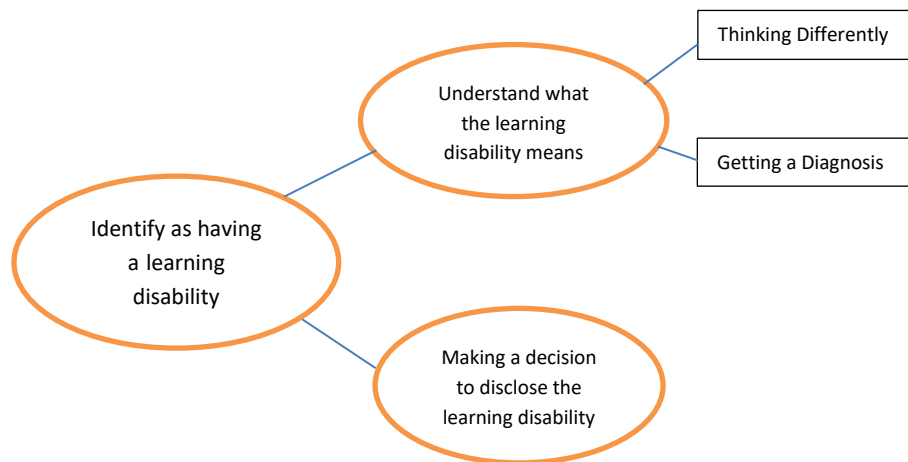 Thinking Differently
Understand what
the learning
disability means
Getting a Diagnosis
Identify as having
a learning
disability
Making a decision
to disclose the
learning disability